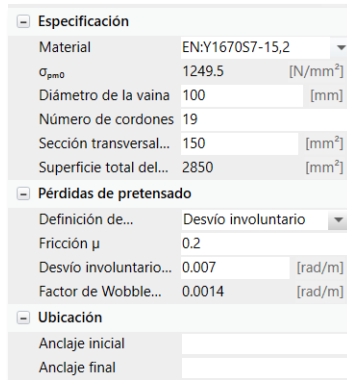 Especificación
Material EN:Y1670S7-15,2
σpm0 1249.5 [N/mm²]
Diámetro de la vaina 100 [mm]
Número de cordones 19
Sección transversal... 150 [mm²]
Superficie total del... 2850 [mm²]
Pérdidas de pretensado
Definición de... Desvío involuntario
Fricción µ 0.2
Desvío involuntario... 0.007 [rad/m]
Factor de Wobble... 0.0014 [rad/m]
Ubicación
Anclaje inicial
Anclaje final